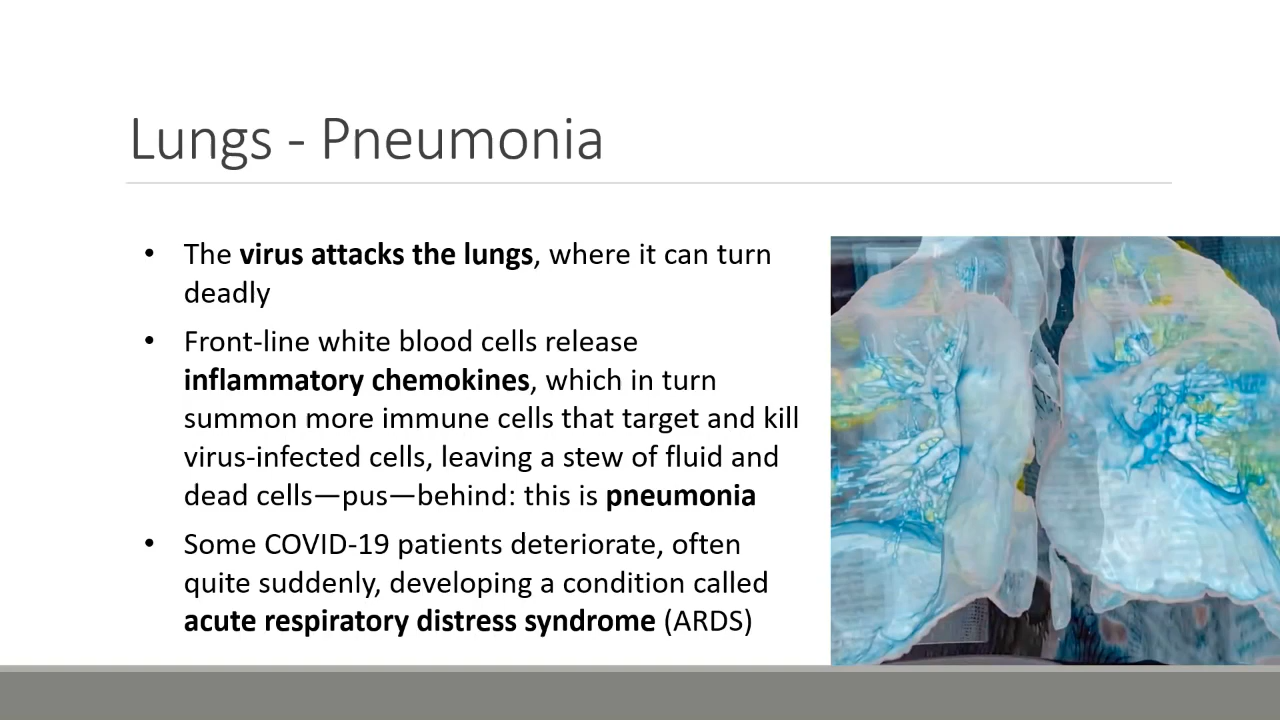 Lungs - Pneumonia
• The virus attacks the lungs, where it can turn
deadly
• Front-line white blood cells release
inflammatory chemokines, which in turn
summon more immune cells that target and kill
virus-infected cells, leaving a stew of fluid and
dead cells—pus—behind: this is pneumonia
• Some COVID-19 patients deteriorate, often
quite suddenly, developing a condition called
acute respiratory distress syndrome (ARDS)